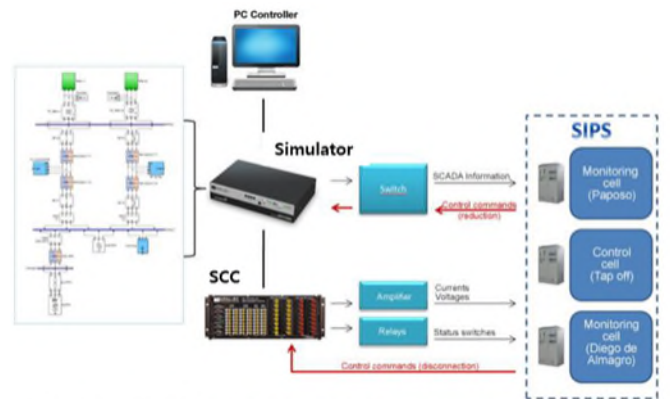 PC Controller
Simulator
Switch
SCADA Information
Control commands
(reduction)
SIPS
Monitoring
cell
(Paposo)
Control
cell
(Tap off)
Monitoring
cell
(Diego de
Almagro)
SCC
Amplifier
Currents
Voltages
Relays
Status switches
Control commands (disconnection)